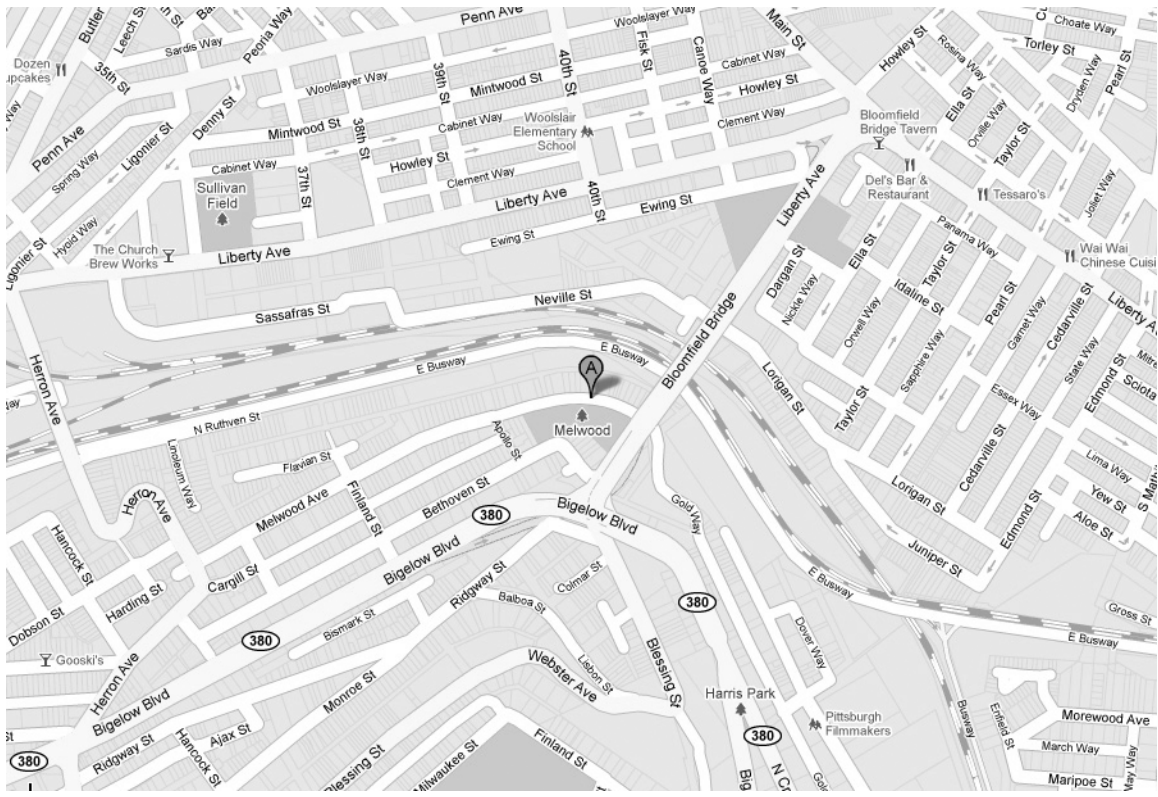 Penn Ave
Woolslayer Way
Main St
Howley St
Choate Way
Torley St
Pearl St
Butler
Leech St
Sardis Way
Peoria Way
35th St
Dozen
upcakes
Denny St
Woolslayer Way
39th St
Mintwood St
40th St
Fisk St
Canoe Way
Cabinet Way
Howley St
Rosina Way
Ella St
Dryden Way
Orville Way
Bloomfield
Bridge Tavern
Taylor St
Penn Ave
Ligonier St
Spring Way
Mintwood St
38th St
Cabinet Way
Woolslair
Elementary
School
Clement Way
Cabinet Way
Howley St
Clement Way
37th St
Sullivan
Field
Liberty Ave
40th St
Ewing St
Liberty Ave
Del's Bar &
Restaurant
Tessaro's
Joliet Way
Hyoid Way
Ligonier St
The Church
Brew Works
Liberty Ave
Ewing St
Panama Way
Wai Wai
Chinese Cuisi
Dargan St
Ella St
Taylor St
Nickle Way
Idaline St
Pearl St
Cedarville St
Liberty Av
Neville St
Sassafras St
Bloomfield Bridge
Orwell Way
Garnet Way
State Way
Edmond St
Mitre
Sciota
Herron Ave
E Busway
E Busway
A
Sapphire Way
Lorigan St
Taylor St
Essex Way
N Ruthven St
Melwood
Apollo St
Linoleum Way
Flavian St
Cedarville St
Lima Way
Yew St
S Math
Aloe St
Melwood Ave
Finland St
Bethoven St
380
Bigelow Blvd
Gold Way
Lorigan St
Edmond St
Herron Ave
Hancock St
Juniper St
Bigelow Blvd
Cargill St
Harding St
Ridgway St
Colmar St
E Busway
Dobson St
380
Bismark St
Balboa St
380
Gross St
E Busway
Dover Way
Gooski's
Herron Ave
Bigelow Blvd
Lisbon St
Blessing St
Webster Ave
Monroe St
Harris Park
Pittsburgh
Filmmakers
Busway
Enfield St
Morewood Ave
Ajax St
Ridgway St
Hancock St
380
March Way
May Way
380
Blessing St
Milwaukee St
Finland St
Maripoe St
Big
N C